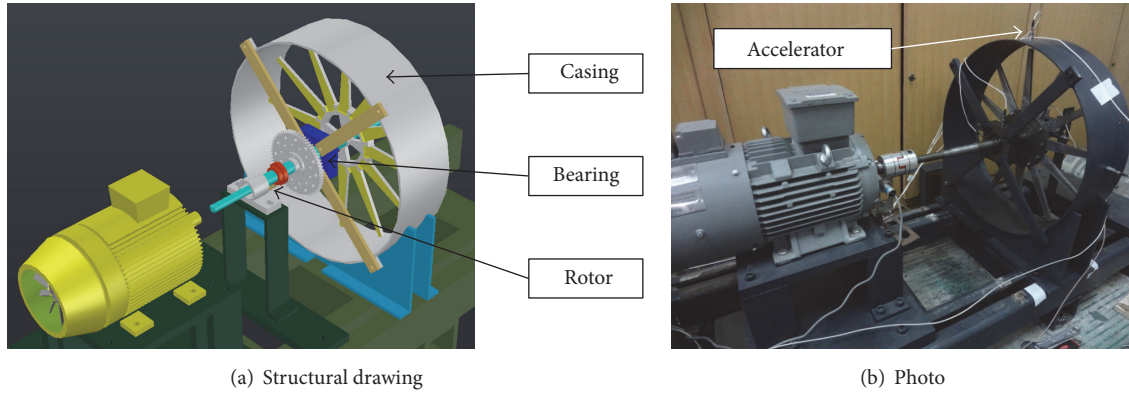 Casing
Bearing
Rotor
(a) Structural drawing
Accelerator
(b) Photo